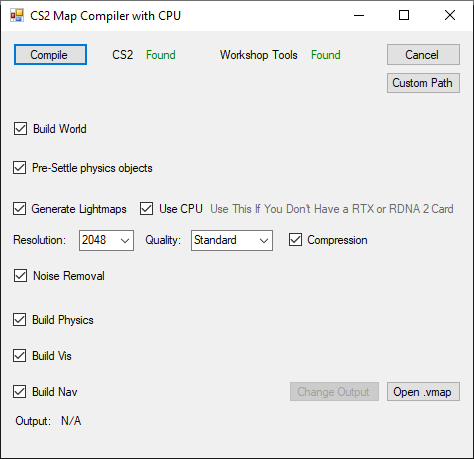 CS2 Map Compiler with CPU
Compile CS2 Found Workshop Tools Found Cancel
Custom Path
Build World
Pre-Settle physics objects
Generate Lightmaps Use CPU Use This If You Don't Have a RTX or RDNA 2 Card
Resolution: 2048 Quality: Standard Compression
Noise Removal
Build Physics
Build Vis
Build Nav Change Output Open .vmap
Output: N/A